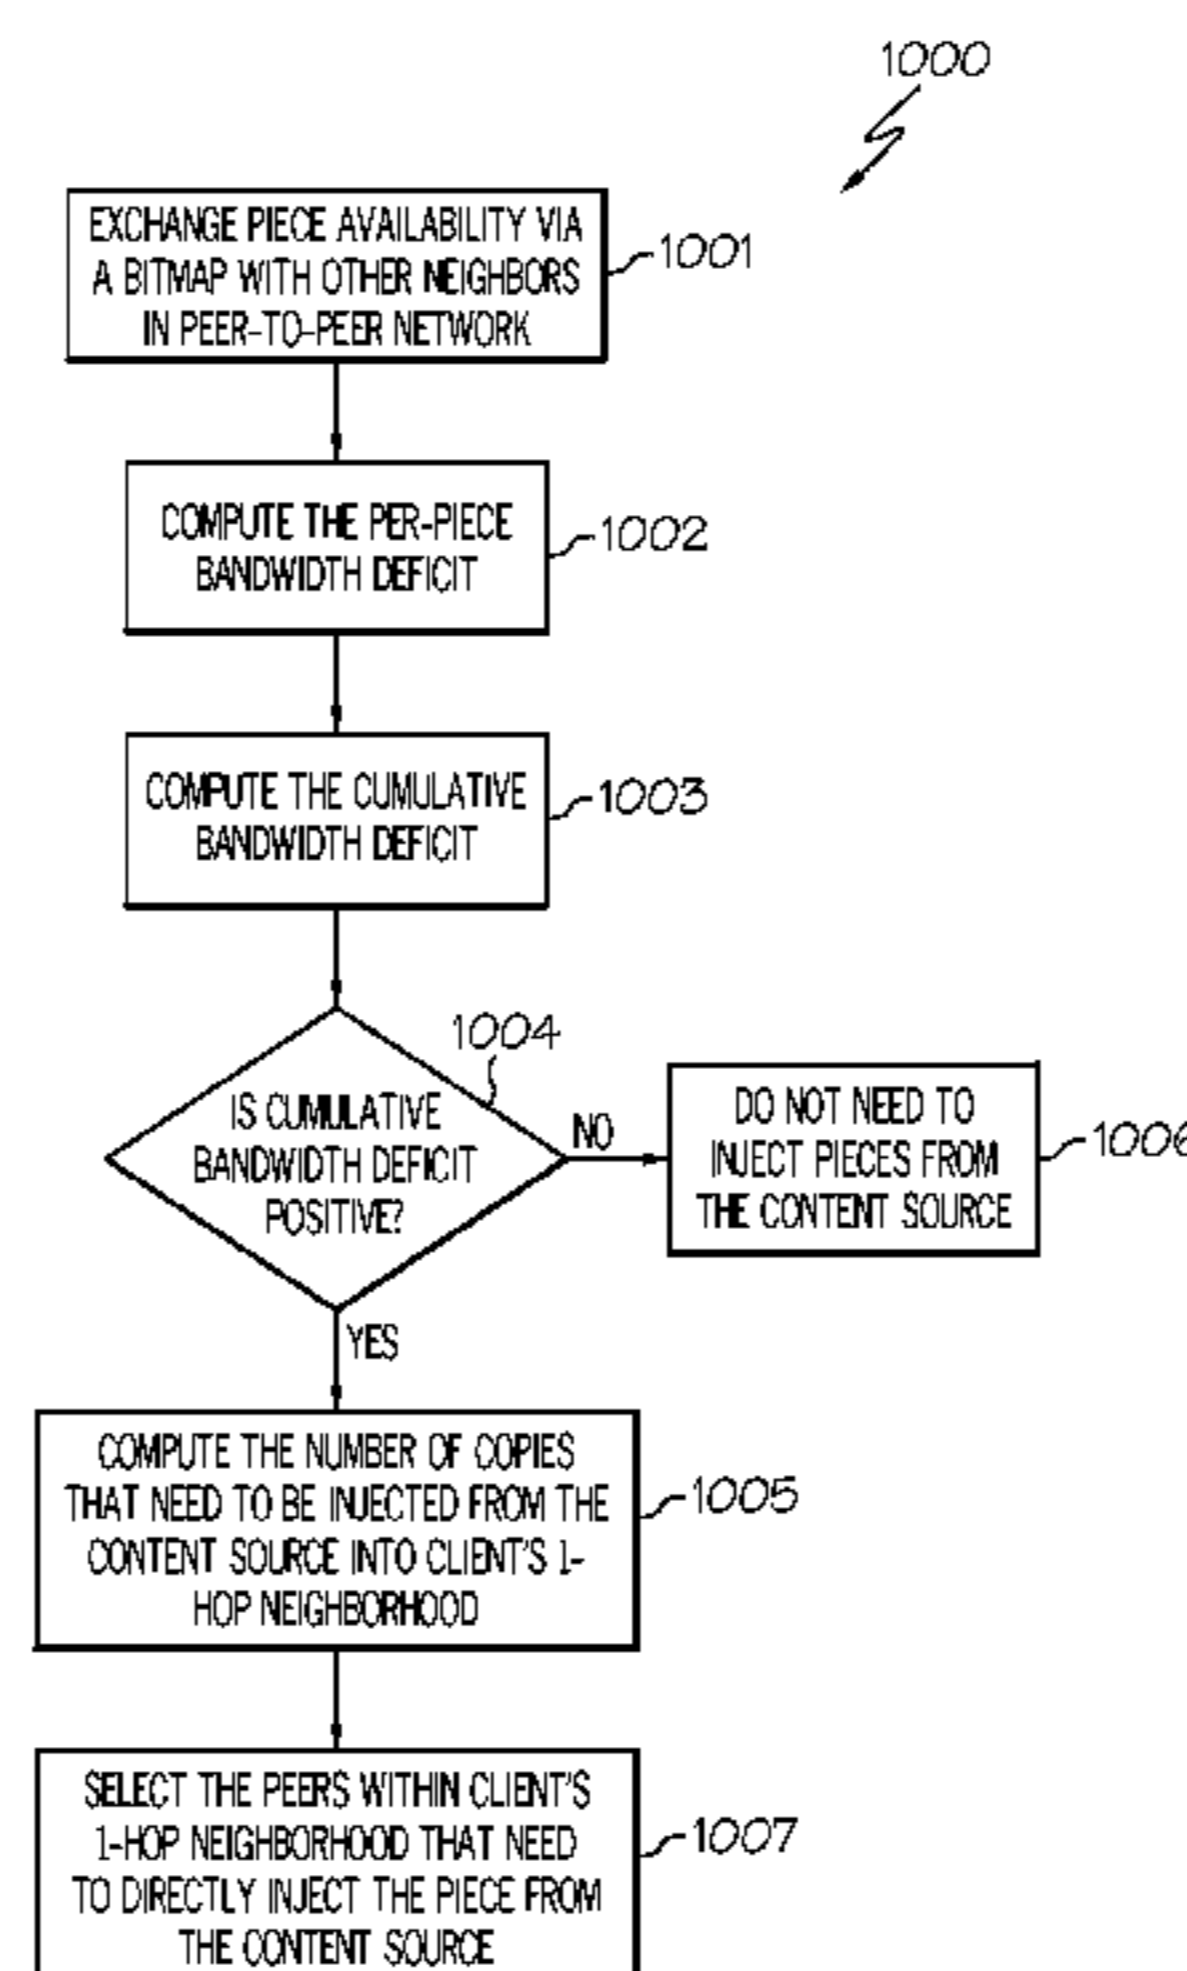 1000
EXCHANGE PIECE AVAILABILITY VIA
A BITMAP WITH OTHER NEIGHBORS
IN PEER-TO-PEER NETWORK
1001
COMPUTE THE PER-PIECE
BANDWIDTH DEFICIT
1002
COMPUTE THE CUMULATIVE
BANDWIDTH DEFICIT
1003
1004
IS CUMULATIVE
BANDWIDTH DEFICIT
POSITIVE?
NO
DO NOT NEED TO
INJECT PIECES FROM
THE CONTENT SOURCE
1006
YES
COMPUTE THE NUMBER OF COPIES
THAT NEED TO BE INJECTED FROM THE
CONTENT SOURCE INTO CLIENT'S 1-
HOP NEIGHBORHOOD
1005
SELECT THE PEERS WITHIN CLIENT'S
1-HOP NEIGHBORHOOD THAT NEED
TO DIRECTLY INJECT THE PIECE FROM
THE CONTENT SOURCE
1007